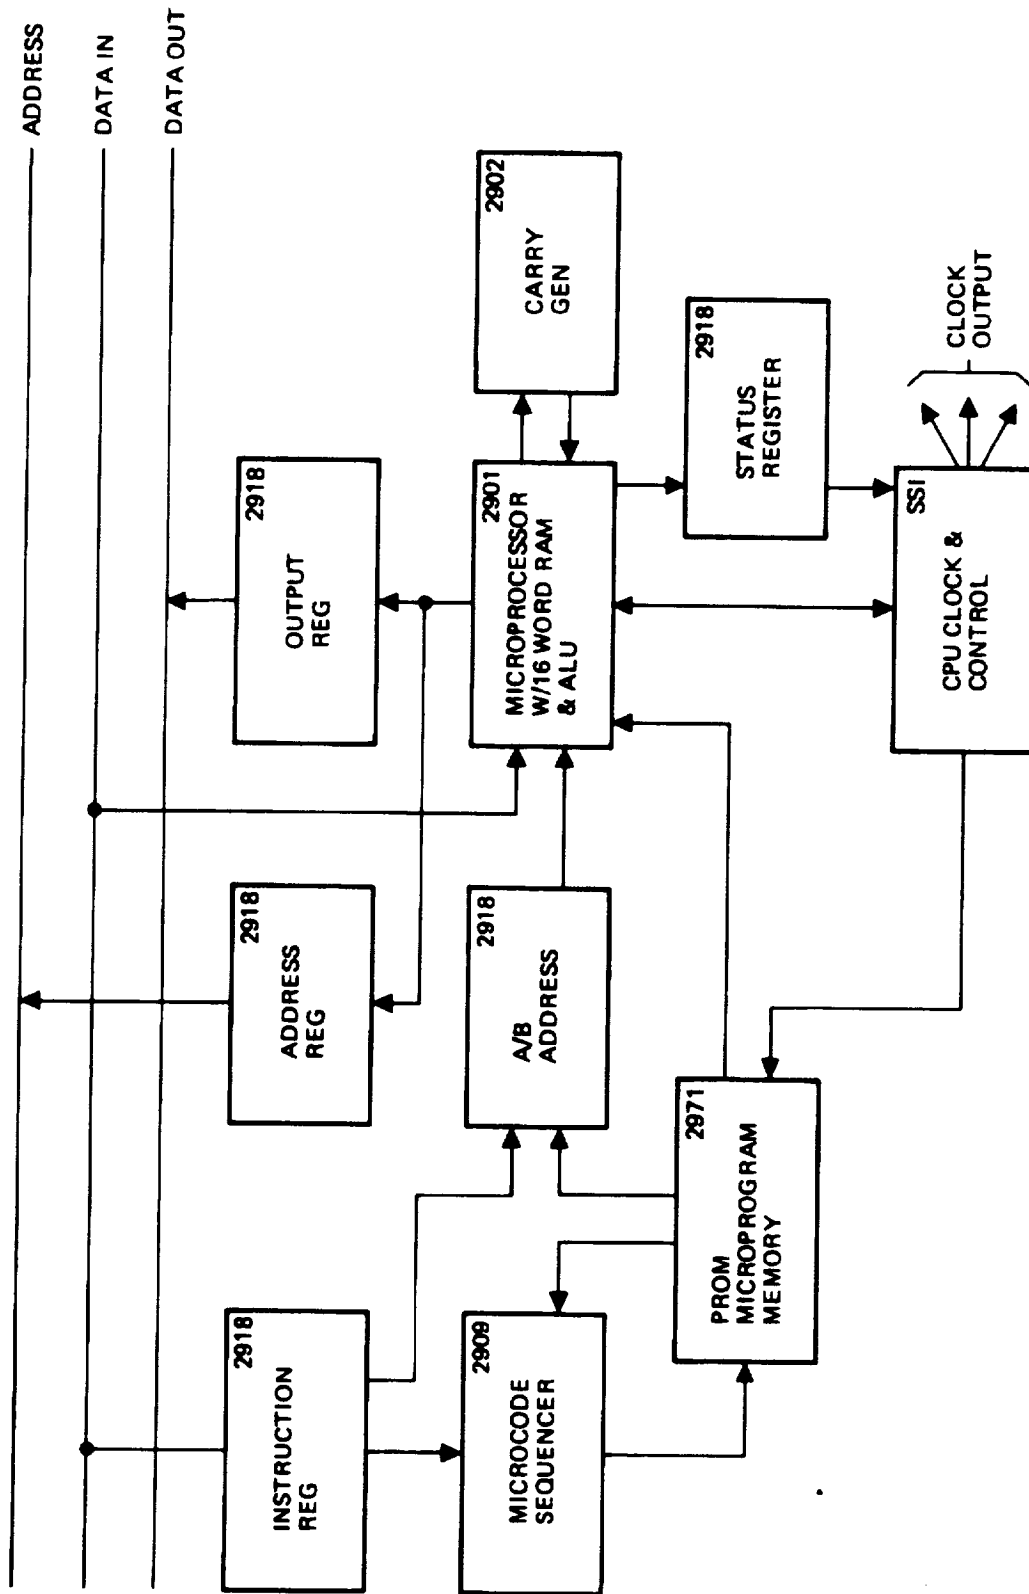 ADDRESS
DATA IN
DATA OUT
2918
INSTRUCTION
REG
2918
ADDRESS
REG
2918
OUTPUT
REG
2909
MICROCODE
SEQUENCER
2918
A/B
ADDRESS
2901
MICROPROCESSOR
W/16 WORD RAM
& ALU
2902
CARRY
GEN
2971
PROM
MICROPROGRAM
MEMORY
2918
STATUS
REGISTER
SSI
CPU CLOCK &
CONTROL
CLOCK
OUTPUT